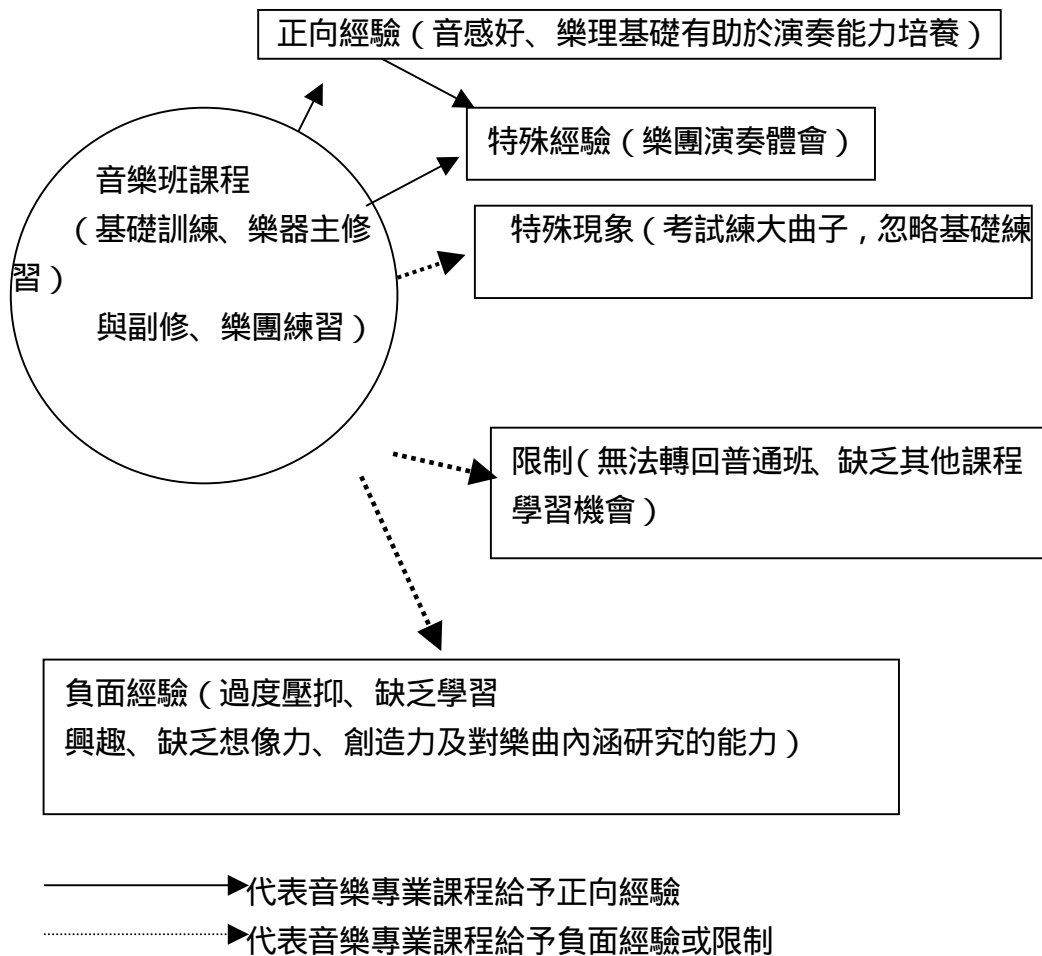 正向經驗（音感好、樂理基礎有助於演奏能力培養）
特殊經驗（樂團演奏體會）
音樂班課程
（基礎訓練、樂器主修
習）
與副修、樂團練習）
特殊現象（考試練大曲子，忽略基礎練
限制（無法轉回普通班、缺乏其他課程
學習機會）
負面經驗（過度壓抑、缺乏學習
興趣、缺乏想像力、創造力及對樂曲內涵研究的能力）
代表音樂專業課程給予正向經驗
代表音樂專業課程給予負面經驗或限制